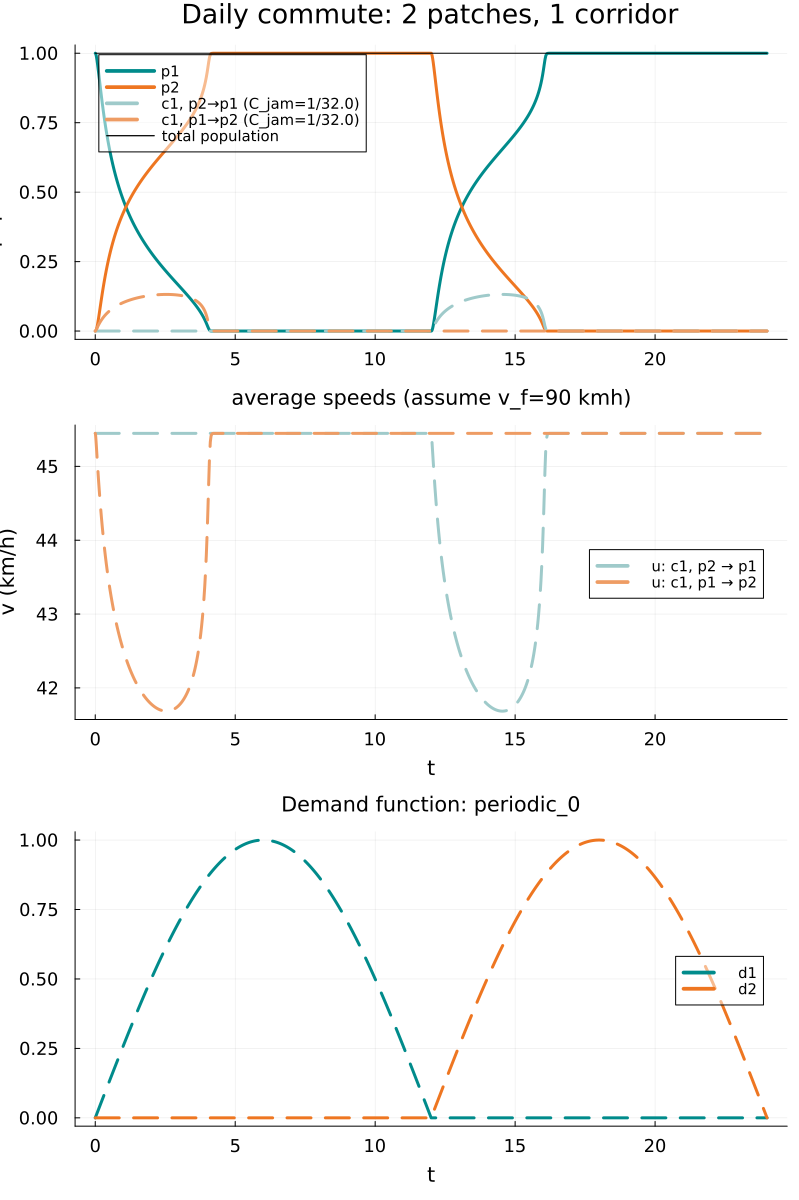 Daily commute: 2 patches, 1 corridor
1.00
0.75
0.50
0.25
0.00
p1
p2
c1, p2→p1 (C_jam=1/32.0)
c1, p1→p2 (C_jam=1/32.0)
total population
0 5 10 15 20
average speeds (assume v_f=90 kmh)
v (km/h)
45
44
43
42
u: c1, p2 → p1
u: c1, p1 → p2
0 5 10 15 20
t
Demand function: periodic_0
1.00
0.75
0.50
0.25
0.00
d1
d2
0 5 10 15 20
t